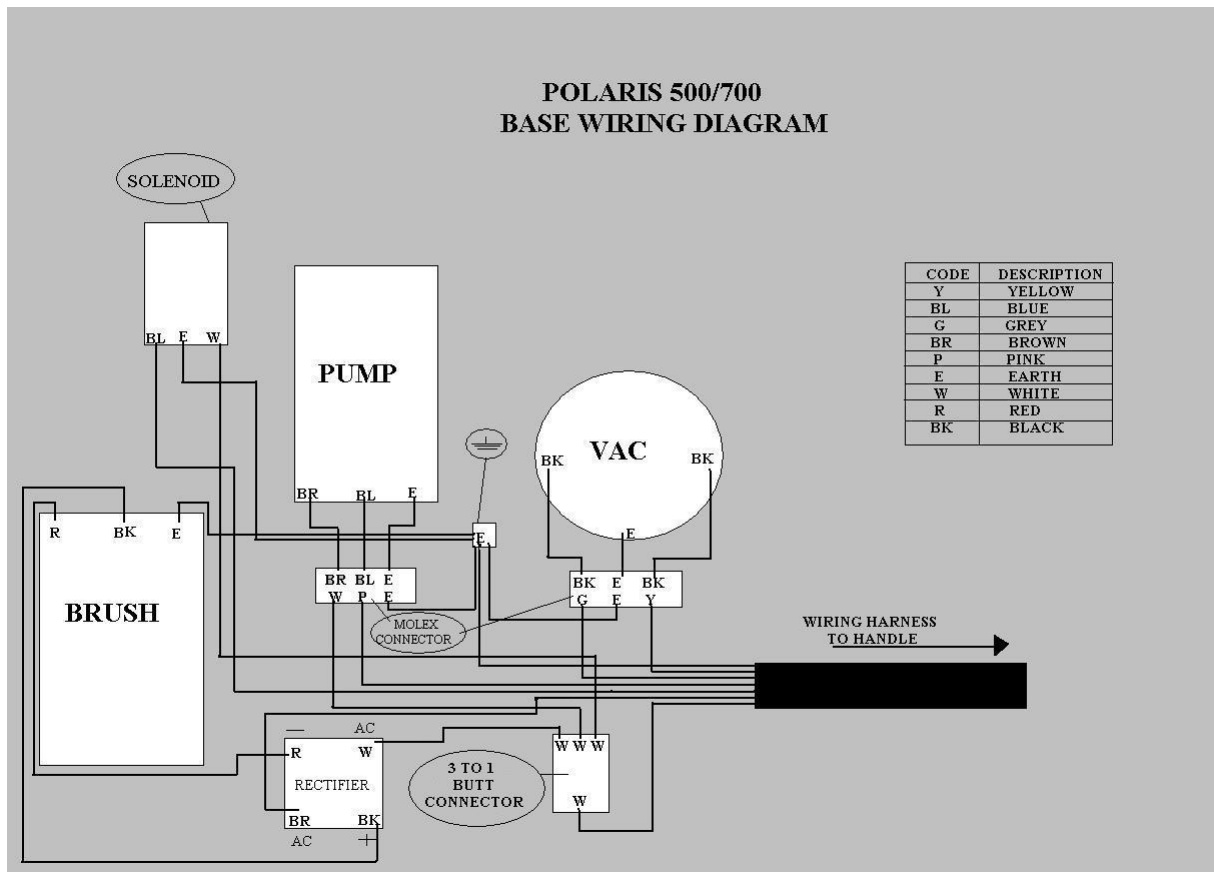 POLARIS 500/700
BASE WIRING DIAGRAM
SOLENOID
BL E W
PUMP
BR BL E
VAC
BK BK
E
CODE DESCRIPTION
Y YELLOW
BL BLUE
G GREY
BR BROWN
P PINK
E EARTH
W WHITE
R RED
BK BLACK
R BK E
BRUSH
E
BR BL E
W P E
MOLEX
CONNECTOR
BK E BK
G E Y
WIRING HARNESS
TO HANDLE
— AC
R W
RECTIFIER
BR BK
AC +
W W W
3 TO 1
BUTT
CONNECTOR
W